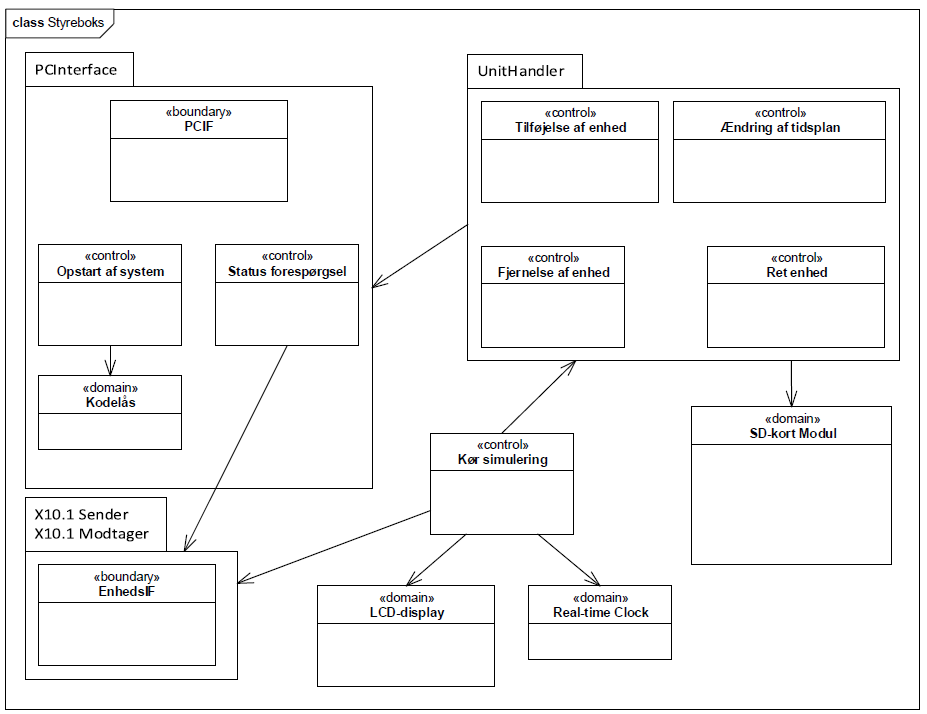 class Styreboks
PCInterface
«boundary»
PCIF
«control»
Opstart af system
«control»
Status forespørgsel
«domain»
Kodelås
UnitHandler
«control»
Tilføjelse af enhed
«control»
Ændring af tidsplan
«control»
Fjernelse af enhed
«control»
Ret enhed
«control»
Kør simulering
«domain»
SD-kort Modul
X10.1 Sender
X10.1 Modtager
«boundary»
EnhedsIF
«domain»
LCD-display
«domain»
Real-time Clock